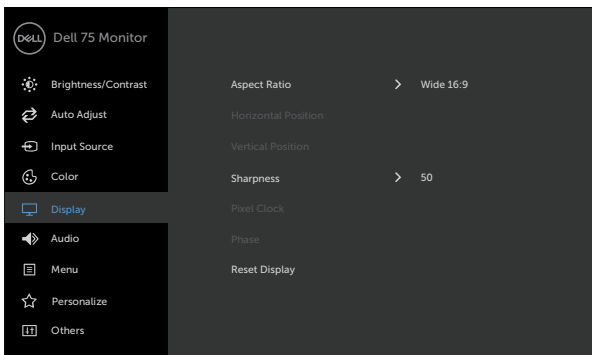 DELL Dell 75 Monitor
Brightness/Contrast
Auto Adjust
Input Source
Color
Display
Audio
Menu
Personalize
Others
Aspect Ratio Wide 16:9
Horizontal Position
Vertical Position
Sharpness 50
Pixel Clock
Phase
Reset Display